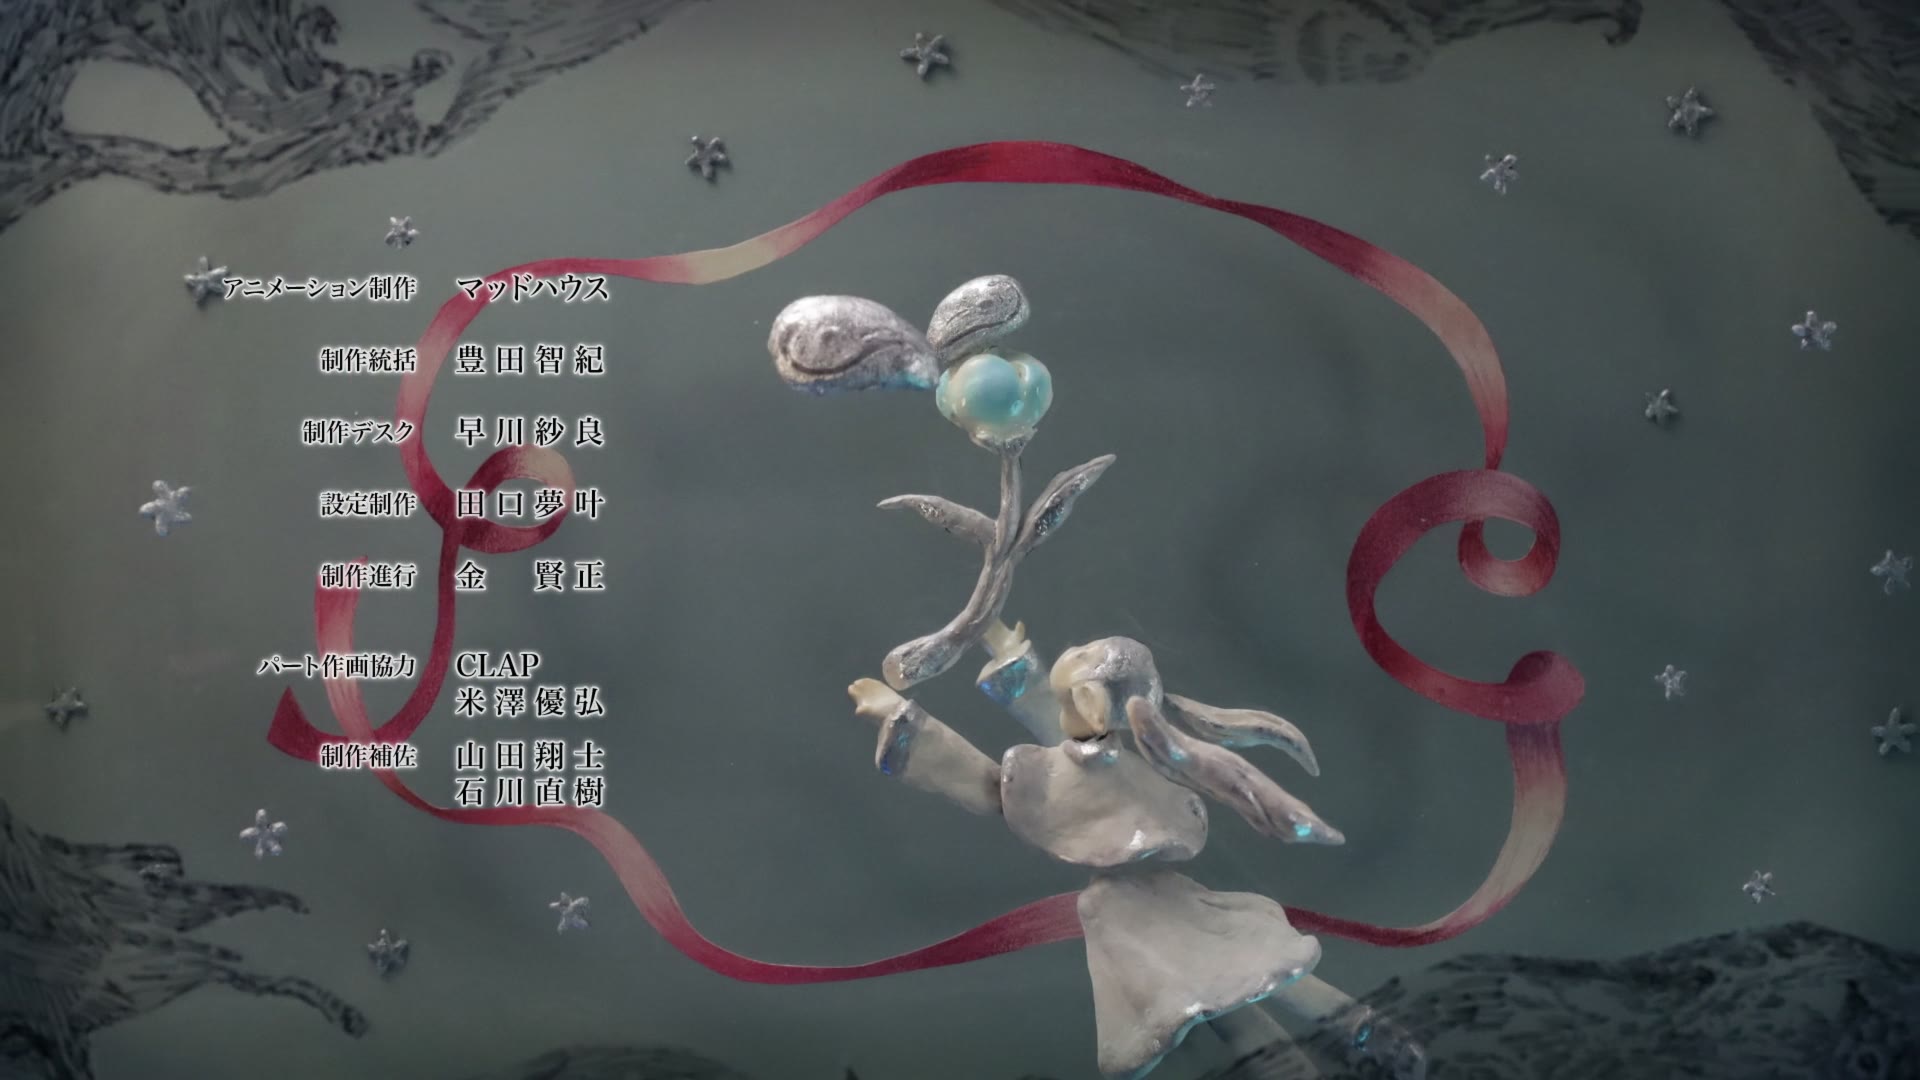 アニメーション制作 マッドハウス
制作統括 豊田智紀
制作デスク 早川紗良
設定制作 田口夢叶
制作進行 金 賢正
パート作画協力 CLAP
米澤優弘
制作補佐 山田翔士
石川直樹